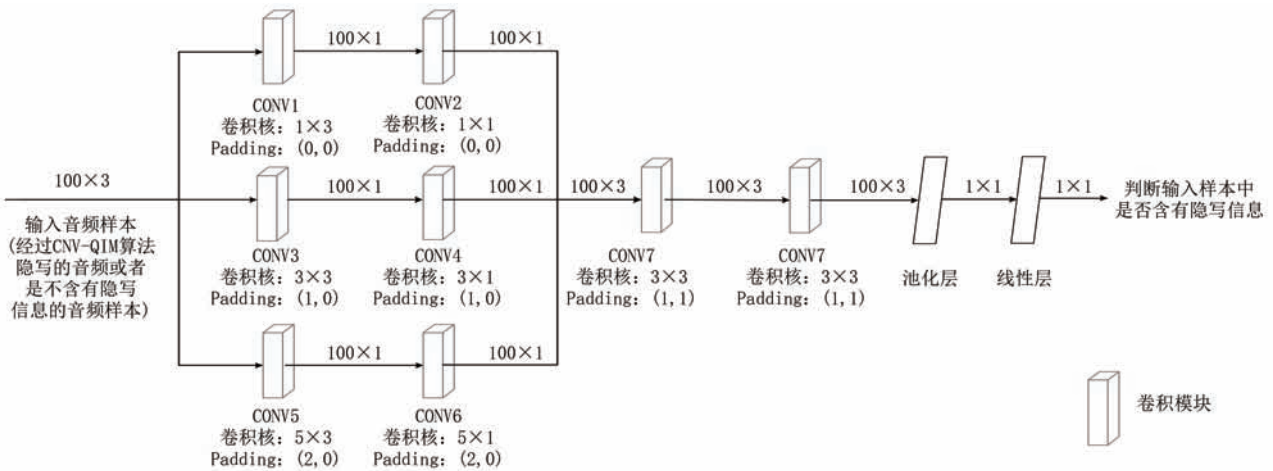 100×1
100×1
CONV1
卷积核: 1×3
Padding: (0,0)
CONV2
卷积核: 1×1
Padding: (0,0)
100×3
输入音频样本
(经过CNV-QIM算法
隐写的音频或者
是不含有隐写
信息的音频样本)
100×1
100×1
CONV3
卷积核: 3×3
Padding: (1,0)
CONV4
卷积核: 3×1
Padding: (1,0)
100×1
100×1
CONV5
卷积核: 5×3
Padding: (2,0)
CONV6
卷积核: 5×1
Padding: (2,0)
100×3
CONV7
卷积核: 3×3
Padding: (1,1)
100×3
CONV7
卷积核: 3×3
Padding: (1,1)
100×3
池化层
1×1
线性层
1×1
判断输入样本中
是否含有隐写信息
卷积模块